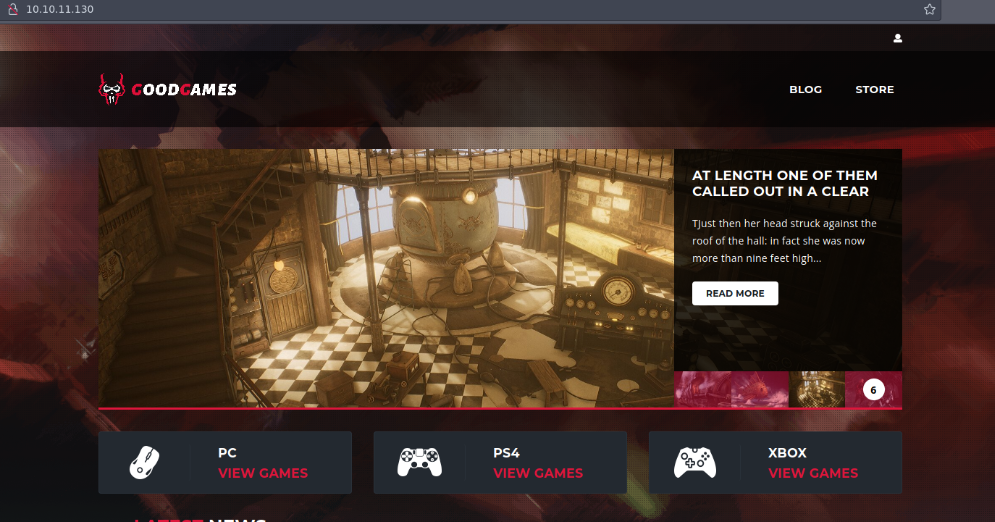 10.10.11.130
GOODGAMES
BLOG
STORE
AT LENGTH ONE OF THEM
CALLED OUT IN A CLEAR
Tjust then her head struck against the
roof of the hall: in fact she was now
more than nine feet high...
READ MORE
6
PC
VIEW GAMES
PS4
VIEW GAMES
XBOX
VIEW GAMES
LATEST NEWS